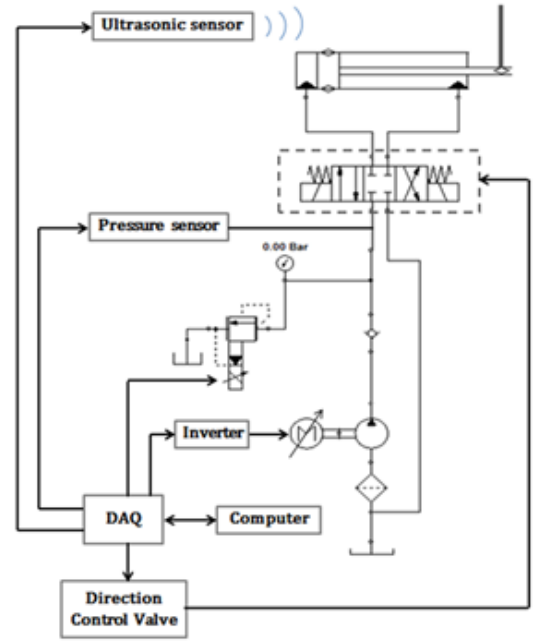 Ultrasonic sensor
Pressure sensor
0.00 Bar
M
Inverter
DAQ
Computer
Direction
Control Valve